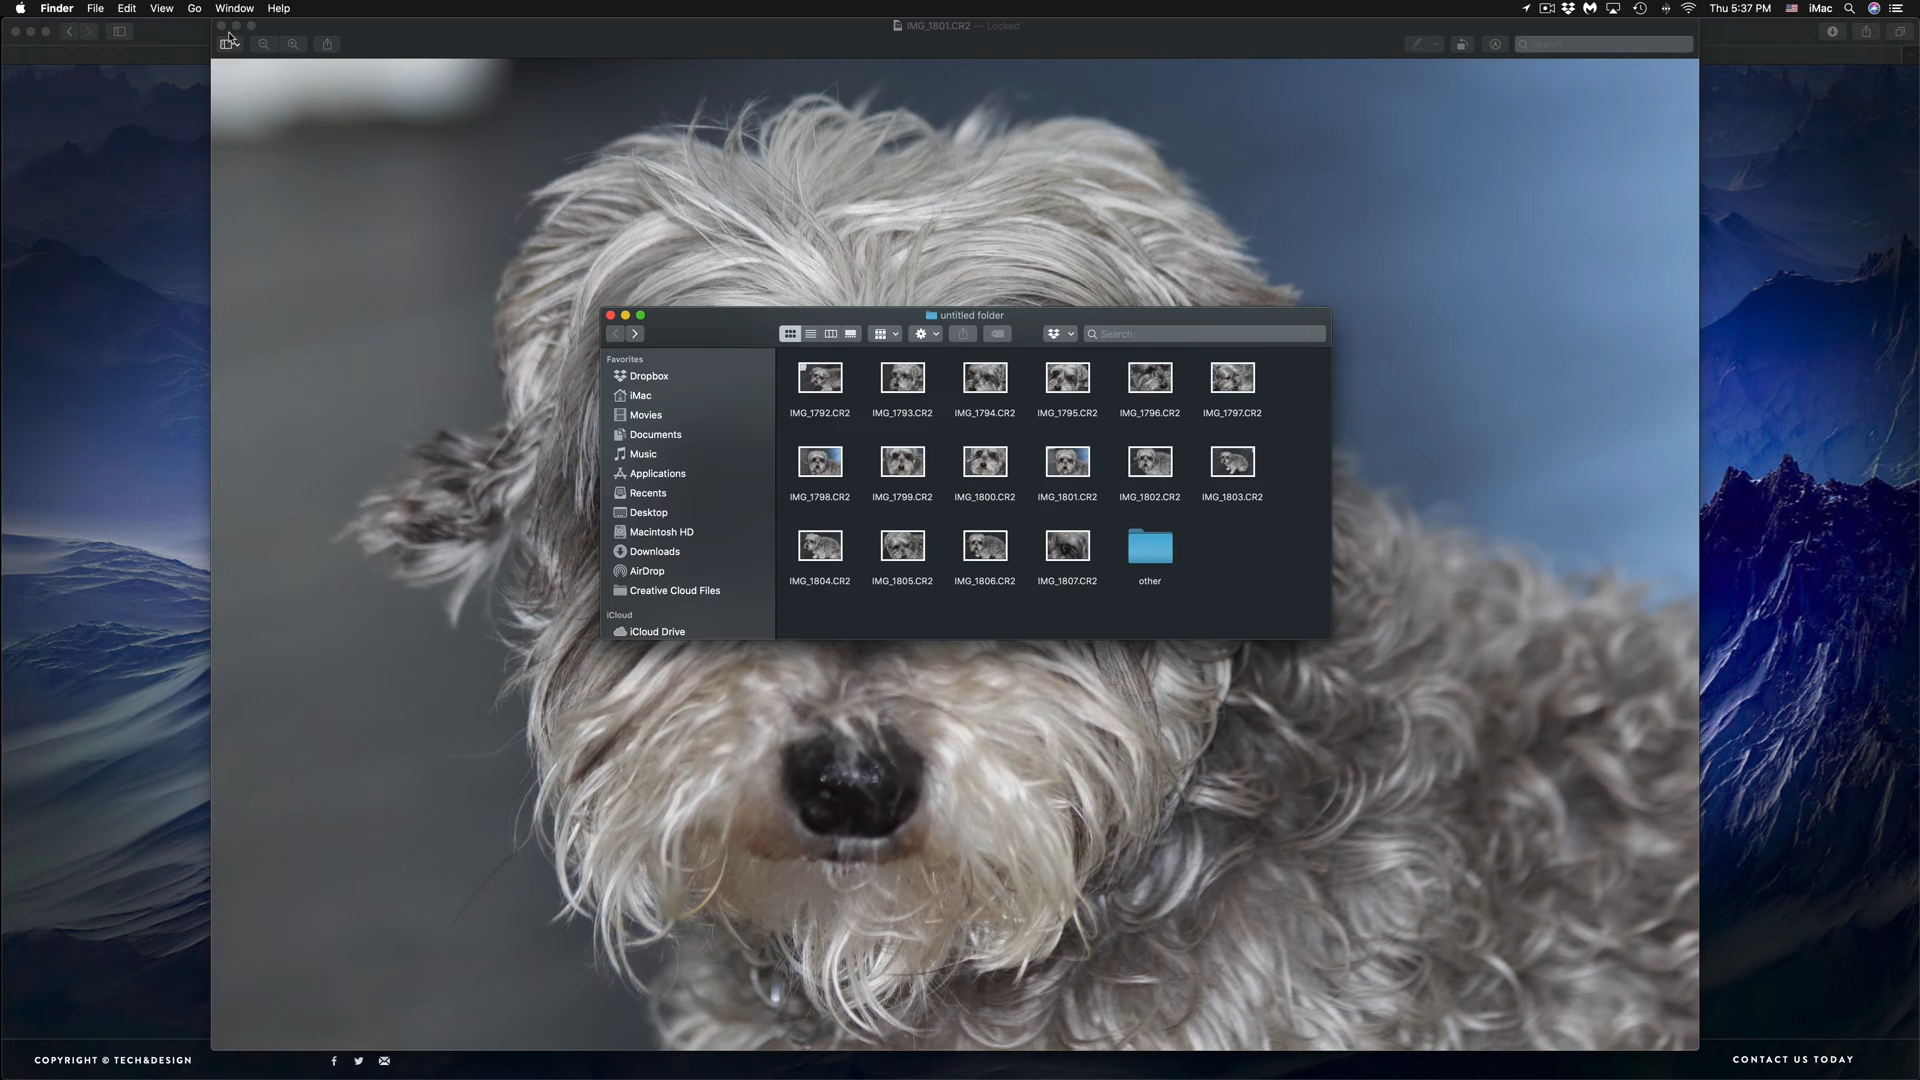 Finder File Edit View Go Window Help
Thu 5:37 PM iMac
IMG_1801.CR2 — Locked
Search
untitled folder
Search
Favorites
Dropbox
iMac
Movies
Documents
Music
Applications
Recents
Desktop
Macintosh HD
Downloads
AirDrop
Creative Cloud Files
iCloud
iCloud Drive
IMG_1792.CR2 IMG_1793.CR2 IMG_1794.CR2 IMG_1795.CR2 IMG_1796.CR2 IMG_1797.CR2
IMG_1798.CR2 IMG_1799.CR2 IMG_1800.CR2 IMG_1801.CR2 IMG_1802.CR2 IMG_1803.CR2
IMG_1804.CR2 IMG_1805.CR2 IMG_1806.CR2 IMG_1807.CR2 other
COPYRIGHT © TECH&DESIGN
CONTACT US TODAY